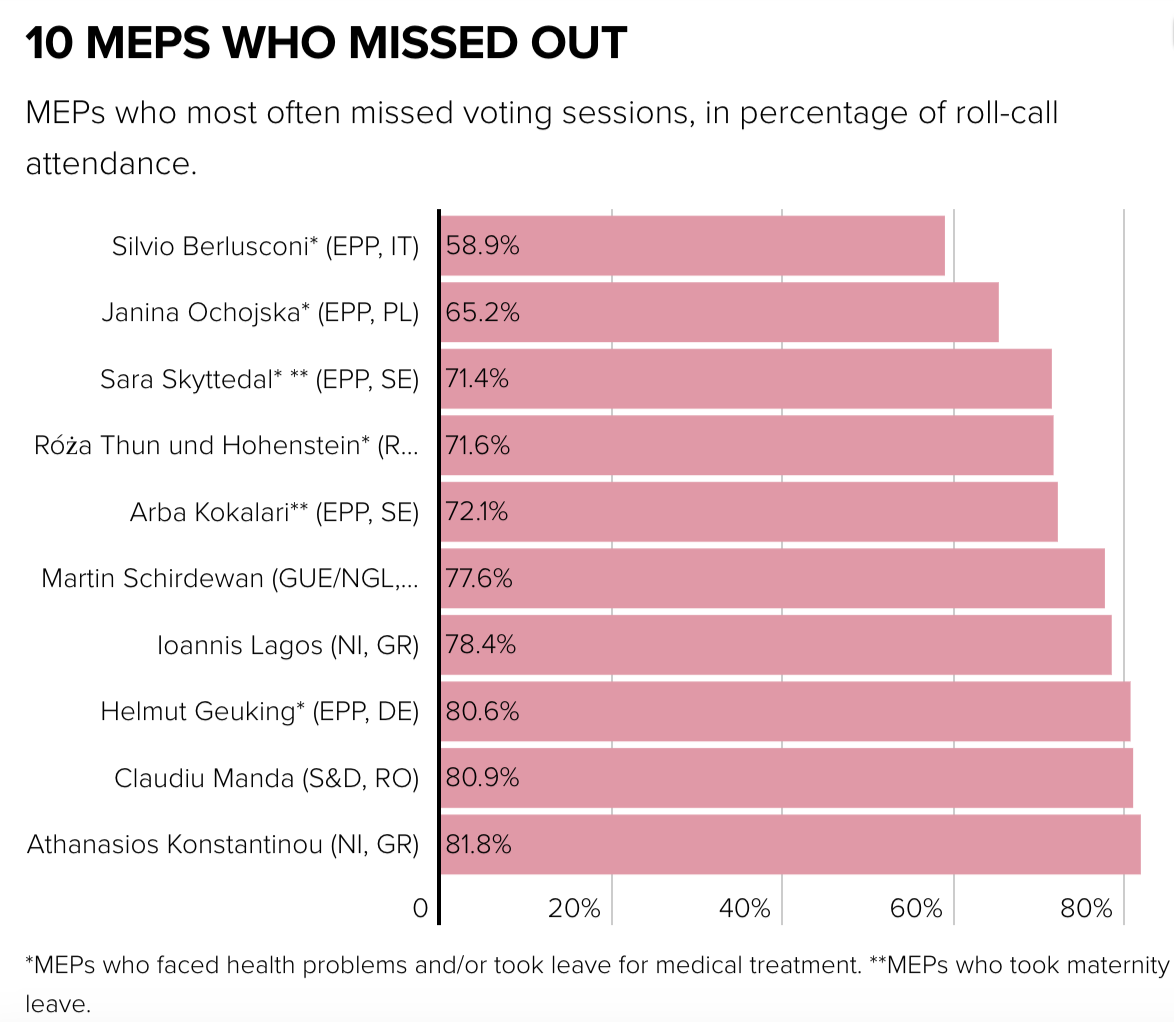 10 MEPS WHO MISSED OUT
MEPs who most often missed voting sessions, in percentage of roll-call
attendance.
Silvio Berlusconi* (EPP, IT) 58.9%
Janina Ochojska* (EPP, PL) 65.2%
Sara Skyttedal* ** (EPP, SE) 71.4%
Róża Thun und Hohenstein* (R... 71.6%
Arba Kokalari** (EPP, SE) 72.1%
Martin Schirdewan (GUE/NGL,... 77.6%
Ioannis Lagos (NI, GR) 78.4%
Helmut Geuking* (EPP, DE) 80.6%
Claudiu Manda (S&D, RO) 80.9%
Athanasios Konstantinou (NI, GR) 81.8%
0 20% 40% 60% 80%
*MEPs who faced health problems and/or took leave for medical treatment. **MEPs who took maternity
leave.